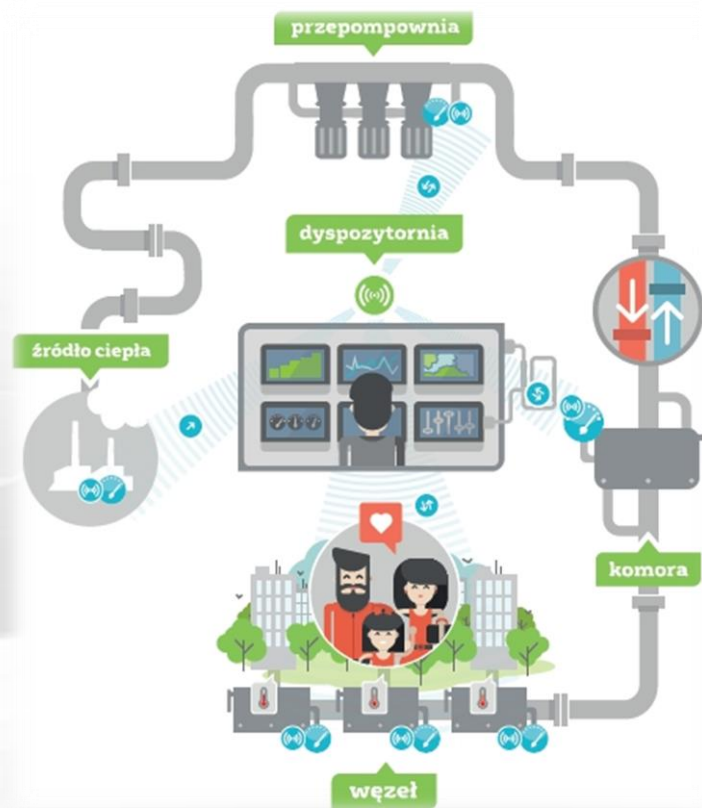 przepompownia
dyspozytornia
źródło ciepła
komora
węzeł